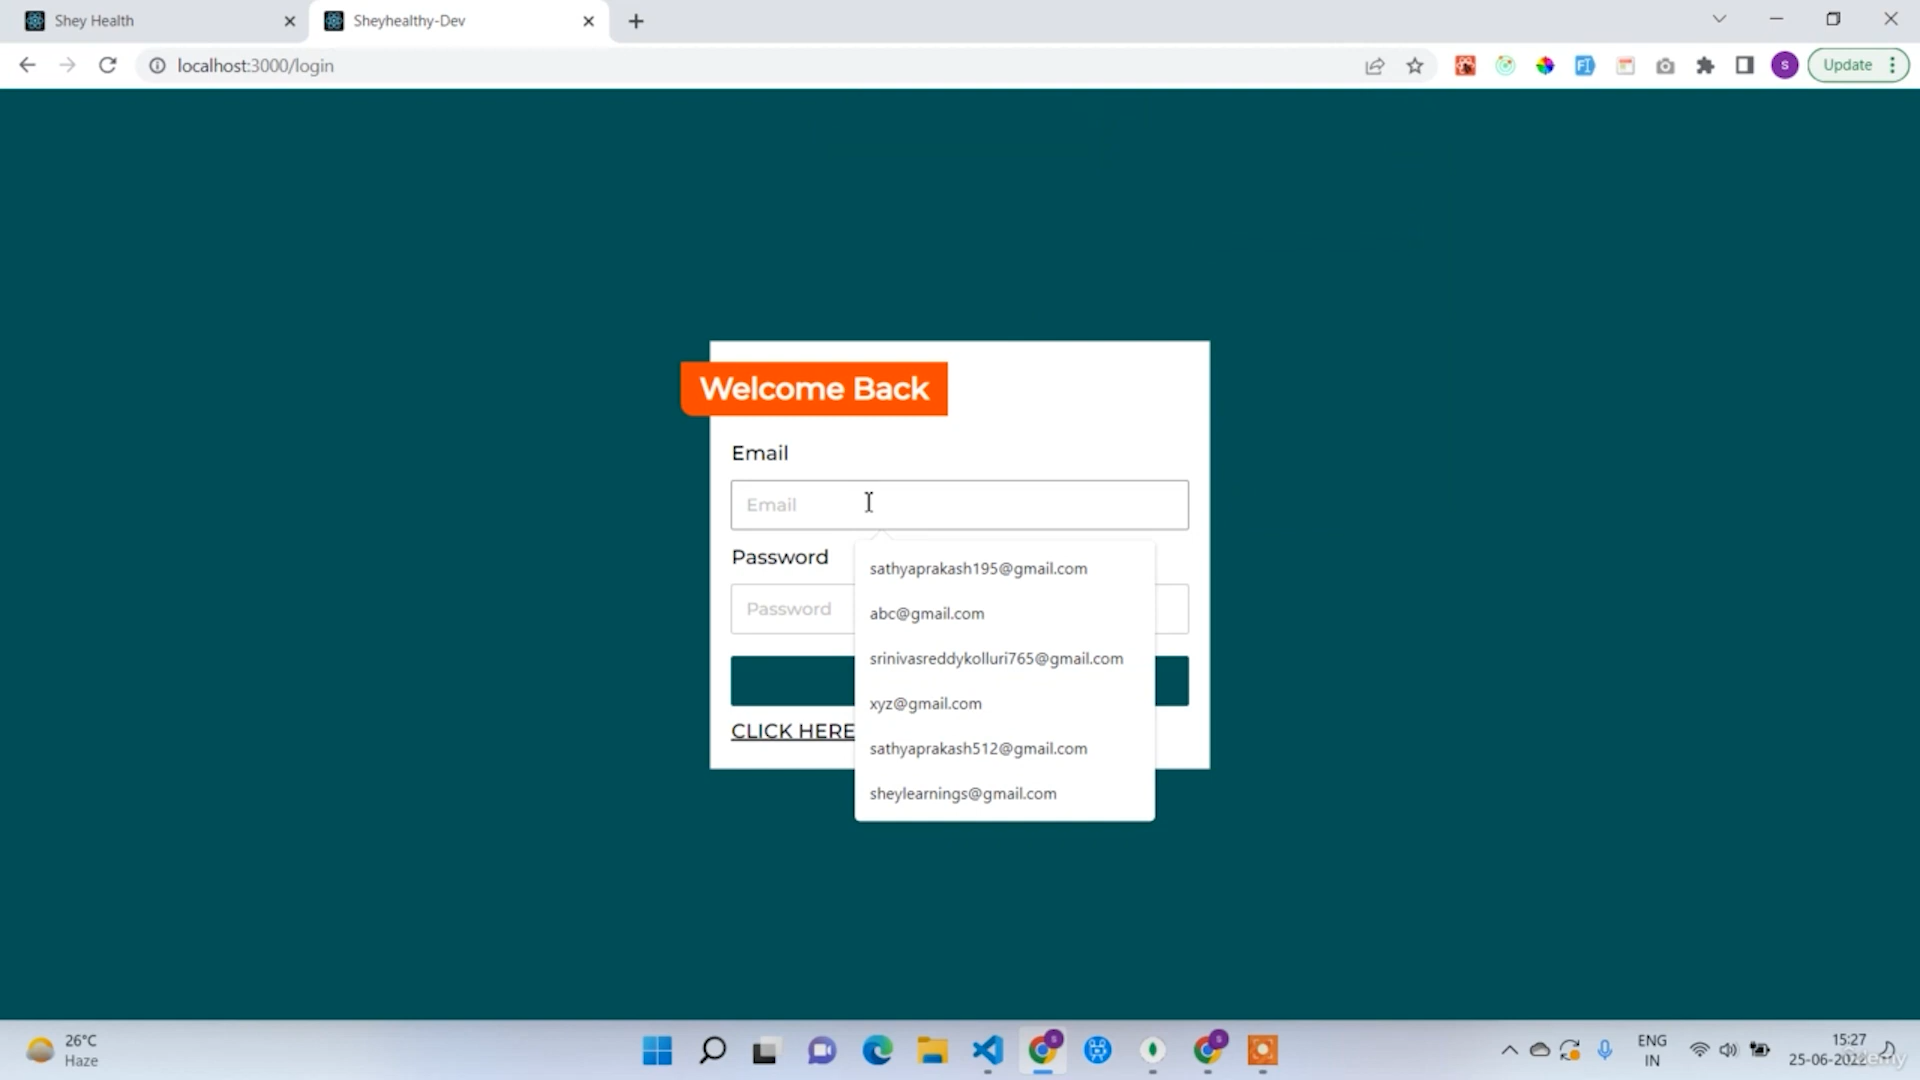 Shey Health
Sheyhealthy-Dev
localhost:3000/login
Update
Welcome Back
Email
Email
Password
Password
CLICK HERE
sathyaprakash195@gmail.com
abc@gmail.com
srinivasreddykolluri765@gmail.com
xyz@gmail.com
sathyaprakash512@gmail.com
sheylearnings@gmail.com
26°C
Haze
ENG
IN
15:27
25-06-2022